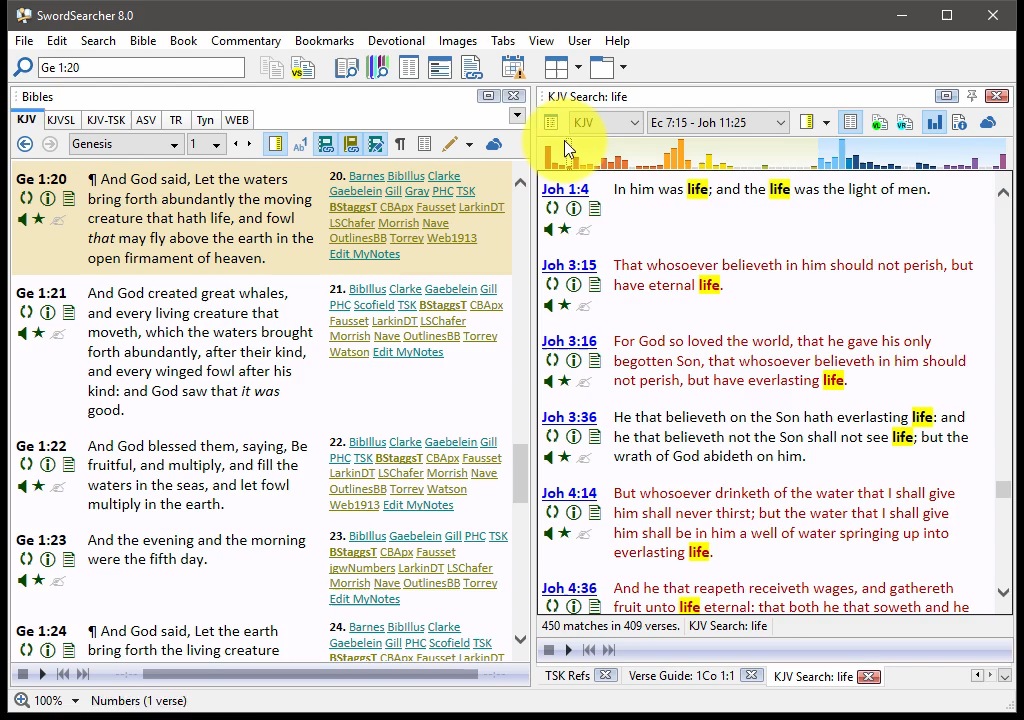 SwordSearcher 8.0
File Edit Search Bible Book Commentary Bookmarks Devotional Images Tabs View User Help
Ge 1:20
Bibles
KJV KJVSL KJV-TSK ASV TR Tyn WEB
Genesis 1
Ge 1:20 ¶ And God said, Let the waters
bring forth abundantly the moving
creature that hath life, and fowl
that may fly above the earth in the
open firmament of heaven.
20. Barnes BibIllus Clarke
Gaebelein Gill Gray PHC TSK
BStaggsT CBApx Fausset LarkinDT
LSChafer Morrish Nave
OutlinesBB Torrey Web1913
Edit MyNotes
Ge 1:21 And God created great whales,
and every living creature that
moveth, which the waters brought
forth abundantly, after their kind,
and every winged fowl after his
kind: and God saw that it was
good.
21. BibIllus Clarke Gaebelein Gill
PHC Scofield TSK BStaggsT CBApx
Fausset LarkinDT LSChafer
Morrish Nave OutlinesBB Torrey
Watson Edit MyNotes
Ge 1:22 And God blessed them, saying, Be
fruitful, and multiply, and fill the
waters in the seas, and let fowl
multiply in the earth.
22. BibIllus Clarke Gaebelein Gill
PHC TSK BStaggsT CBApx Fausset
LarkinDT LSChafer Morrish Nave
OutlinesBB Torrey Watson
Web1913 Edit MyNotes
Ge 1:23 And the evening and the morning
were the fifth day.
23. BibIllus Gaebelein Gill PHC TSK
BStaggsT CBApx Fausset
jgwNumbers LarkinDT LSChafer
Morrish Nave OutlinesBB Torrey
Edit MyNotes
Ge 1:24 ¶ And God said, Let the earth
bring forth the living creature
24. Barnes BibIllus Clarke
Gaebelein Gill PHC Scofield TSK
BStaggsT CBApx Fausset LarkinDT
KJV Search: life
KJV Ec 7:15 - Joh 11:25
Joh 1:4 In him was life; and the life was the light of men.
Joh 3:15 That whosoever believeth in him should not perish, but
have eternal life.
Joh 3:16 For God so loved the world, that he gave his only
begotten Son, that whosoever believeth in him should
not perish, but have everlasting life.
Joh 3:36 He that believeth on the Son hath everlasting life: and
he that believeth not the Son shall not see life; but the
wrath of God abideth on him.
Joh 4:14 But whosoever drinketh of the water that I shall give
him shall never thirst; but the water that I shall give
him shall be in him a well of water springing up into
everlasting life.
Joh 4:36 And he that reapeth receiveth wages, and gathereth
fruit unto life eternal: that both he that soweth and he
450 matches in 409 verses. KJV Search: life
TSK Refs Verse Guide: 1Co 1:1 KJV Search: life
100% Numbers (1 verse)